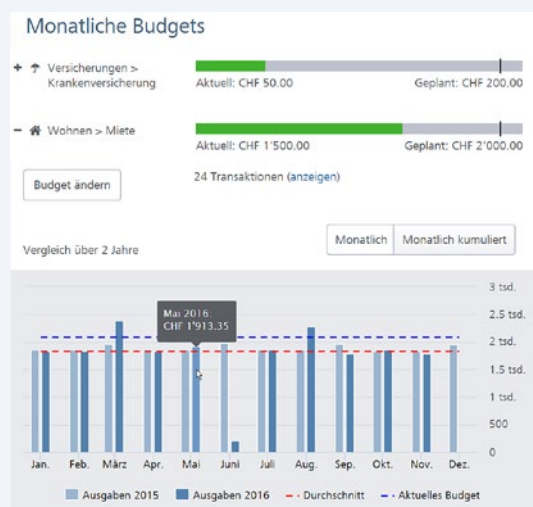 Monatliche Budgets
+ Versicherungen >
Krankenversicherung
Aktuell: CHF 50.00 Geplant: CHF 200.00
− Wohnen > Miete
Aktuell: CHF 1'500.00 Geplant: CHF 2'000.00
Budget ändern
24 Transaktionen (anzeigen)
Vergleich über 2 Jahre
Monatlich Monatlich kumuliert
3 tsd.
2.5 tsd.
2 tsd.
1.5 tsd.
1 tsd.
500
0
Mai 2016:
CHF 1'913.35
Jan. Feb. März Apr. Mai Juni Juli Aug. Sep. Okt. Nov. Dez.
Ausgaben 2015 Ausgaben 2016 Durchschnitt Aktuelles Budget